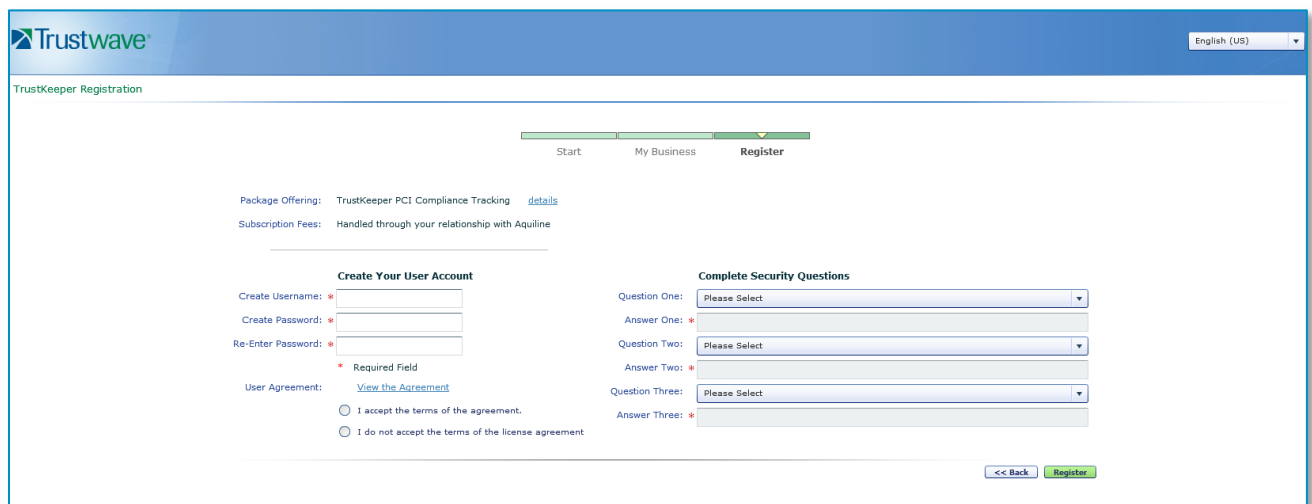 Trustwave®
English (US)
TrustKeeper Registration
Start My Business Register
Package Offering: TrustKeeper PCI Compliance Tracking details
Subscription Fees: Handled through your relationship with Aquiline
Create Your User Account
Create Username: *
Create Password: *
Re-Enter Password: *
* Required Field
User Agreement: View the Agreement
I accept the terms of the agreement.
I do not accept the terms of the license agreement
Complete Security Questions
Question One: Please Select
Answer One: *
Question Two: Please Select
Answer Two: *
Question Three: Please Select
Answer Three: *
<< Back Register